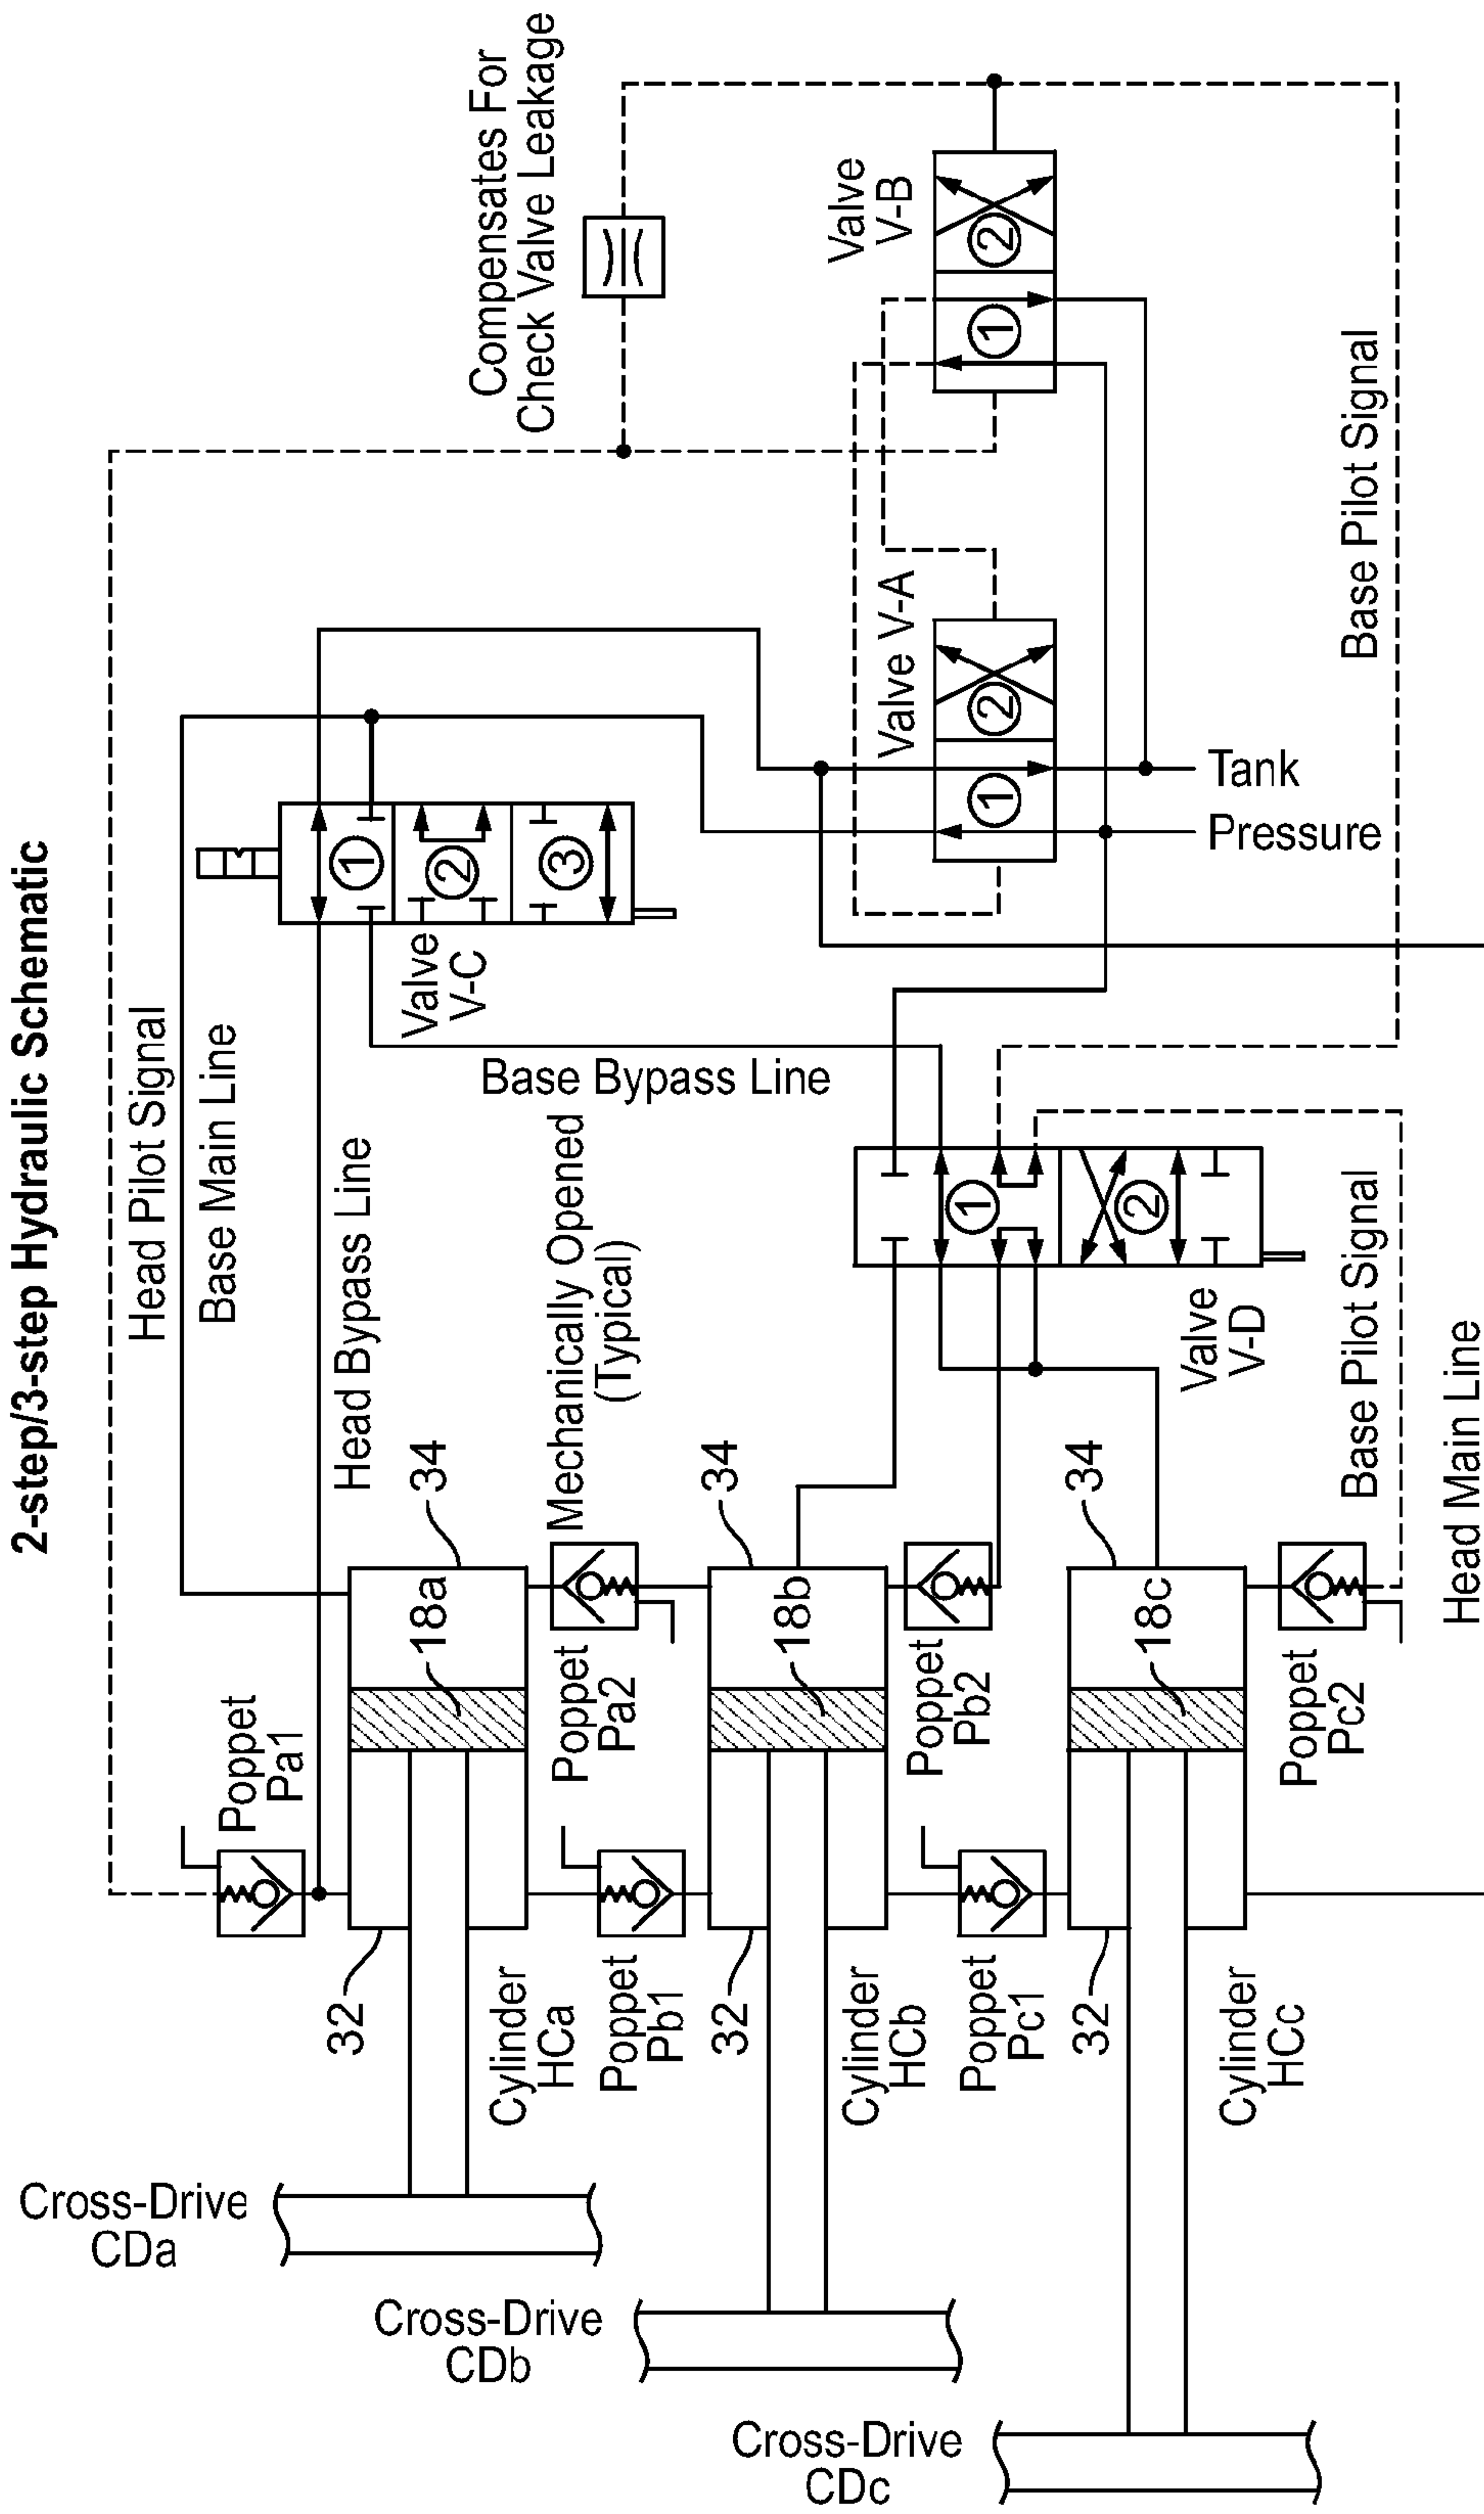 2-step/3-step Hydraulic Schematic
Head Pilot Signal
Base Main Line
Head Bypass Line
Compensates For
Check Valve Leakage
Base Bypass Line
Mechanically Opened
(Typical)
Valve
V-C
1
2
3
Valve V-A
1
2
Valve
V-B
1
2
Tank
Pressure
Base Pilot Signal
Valve
V-D
1
2
Base Pilot Signal
Head Main Line
Poppet
Pa1
Poppet
Pa2
Poppet
Pb2
Poppet
Pc2
34
34
34
18a
18b
18c
32
Cylinder
HCa
Poppet
Pb1
32
Cylinder
HCb
Poppet
Pc1
32
Cylinder
HCc
Cross-Drive
CDa
Cross-Drive
CDb
Cross-Drive
CDc